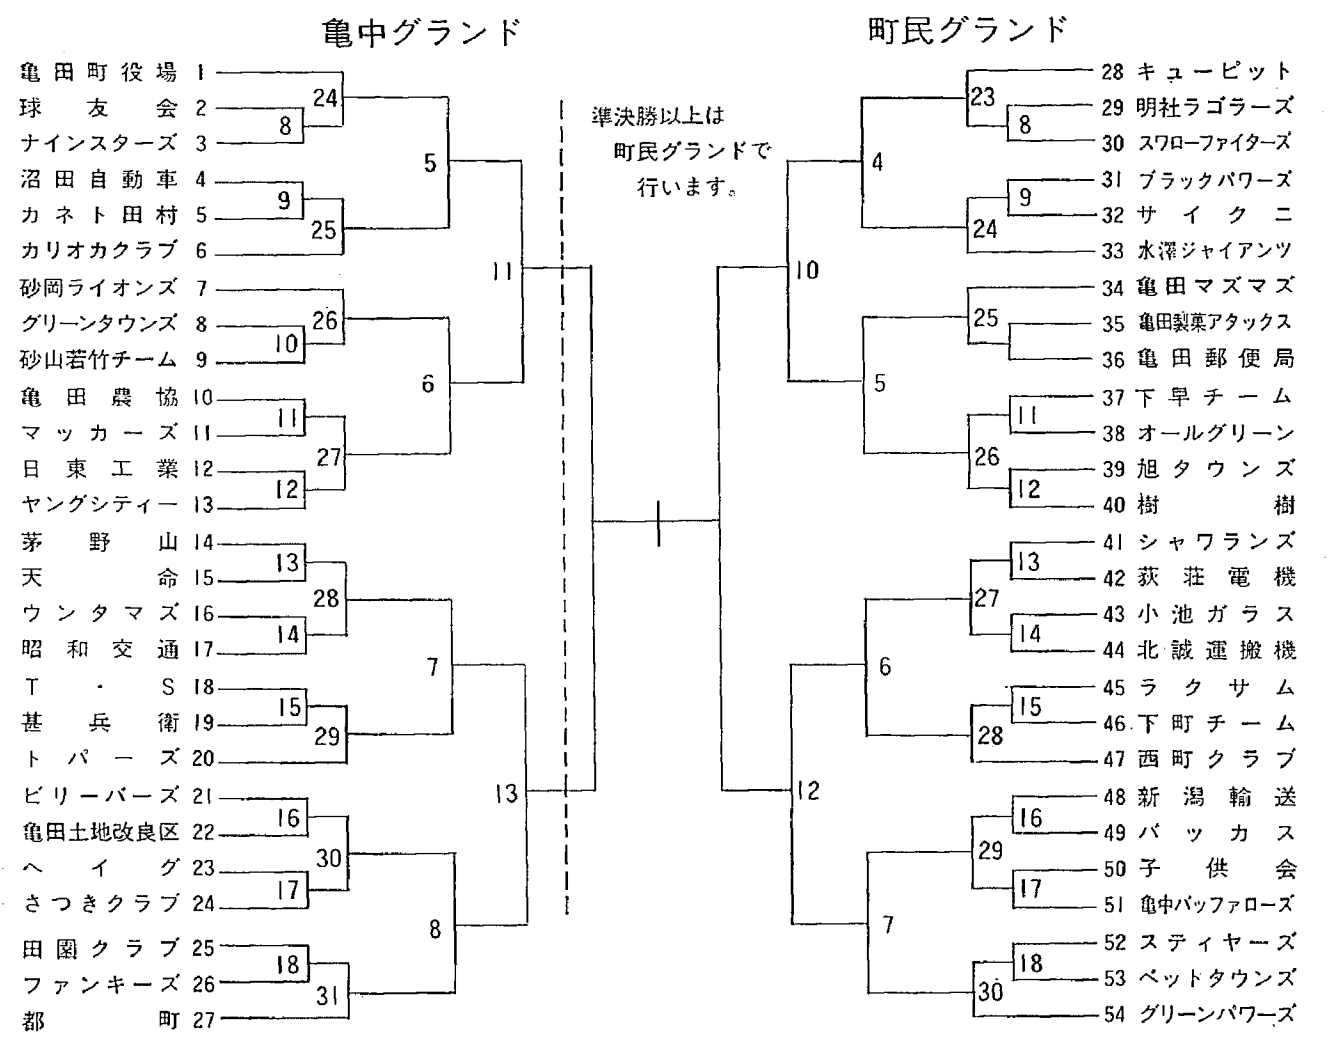 亀中グランド
亀田町役場 1
球友会 2
ナインスターズ 3
沼田自動車 4
カネト田村 5
カリオカクラブ 6
砂岡ライオンズ 7
グリーンタウンズ 8
砂山若竹チーム 9
亀田農協 10
マッカーズ 11
日東工業 12
ヤングシティー 13
茅野山 14
天命 15
ウンタマズ 16
昭和交通 17
T・S 18
甚兵衛 19
トパーズ 20
ビリーバーズ 21
亀田土地改良区 22
ヘイグ 23
さつきクラブ 24
田園クラブ 25
ファンキーズ 26
都町 27
24
8
9
25
26
10
11
27
12
13
28
14
15
29
16
30
17
18
31
5
6
7
8
11
13
準決勝以上は
町民グランドで
行います。
町民グランド
10
12
4
5
6
7
23
8
9
24
25
11
26
12
13
27
14
15
28
16
29
17
18
30
28 キューピット
29 明社ラゴラーズ
30 スワローファイターズ
31 ブラックパワーズ
32 サイクニ
33 水澤ジャイアンツ
34 亀田マズマズ
35 亀田製菓アタックス
36 亀田郵便局
37 下早チーム
38 オールグリーン
39 旭タウンズ
40 樹樹
41 シャワランズ
42 荻荘電機
43 小池ガラス
44 北誠運搬機
45 ラクサム
46 下町チーム
47 西町クラブ
48 新潟輸送
49 バッカス
50 子供会
51 亀中バッファローズ
52 スティヤーズ
53 ベットタウンズ
54 グリーンパワーズ